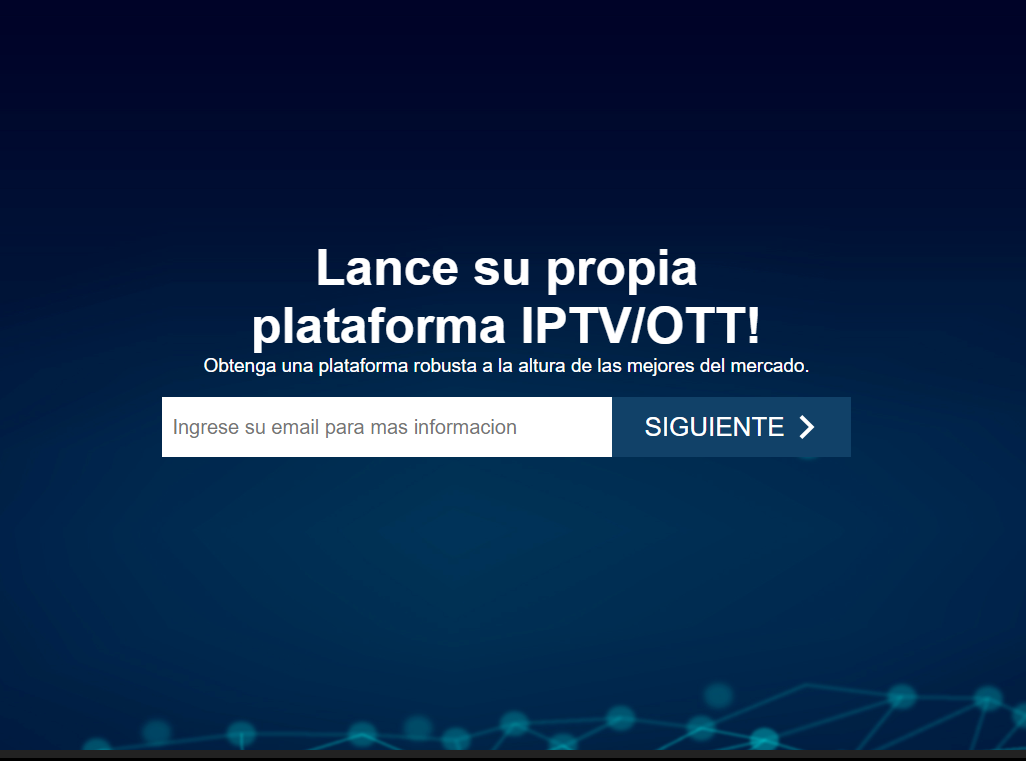 Lance su propia
plataforma IPTV/OTT!
Obtenga una plataforma robusta a la altura de las mejores del mercado.
Ingrese su email para mas informacion
SIGUIENTE